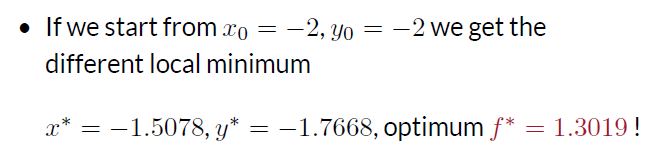 • If we start from x₀ = −2, y₀ = −2 we get the
different local minimum
x* = −1.5078, y* = −1.7668, optimum f* = 1.3019 !